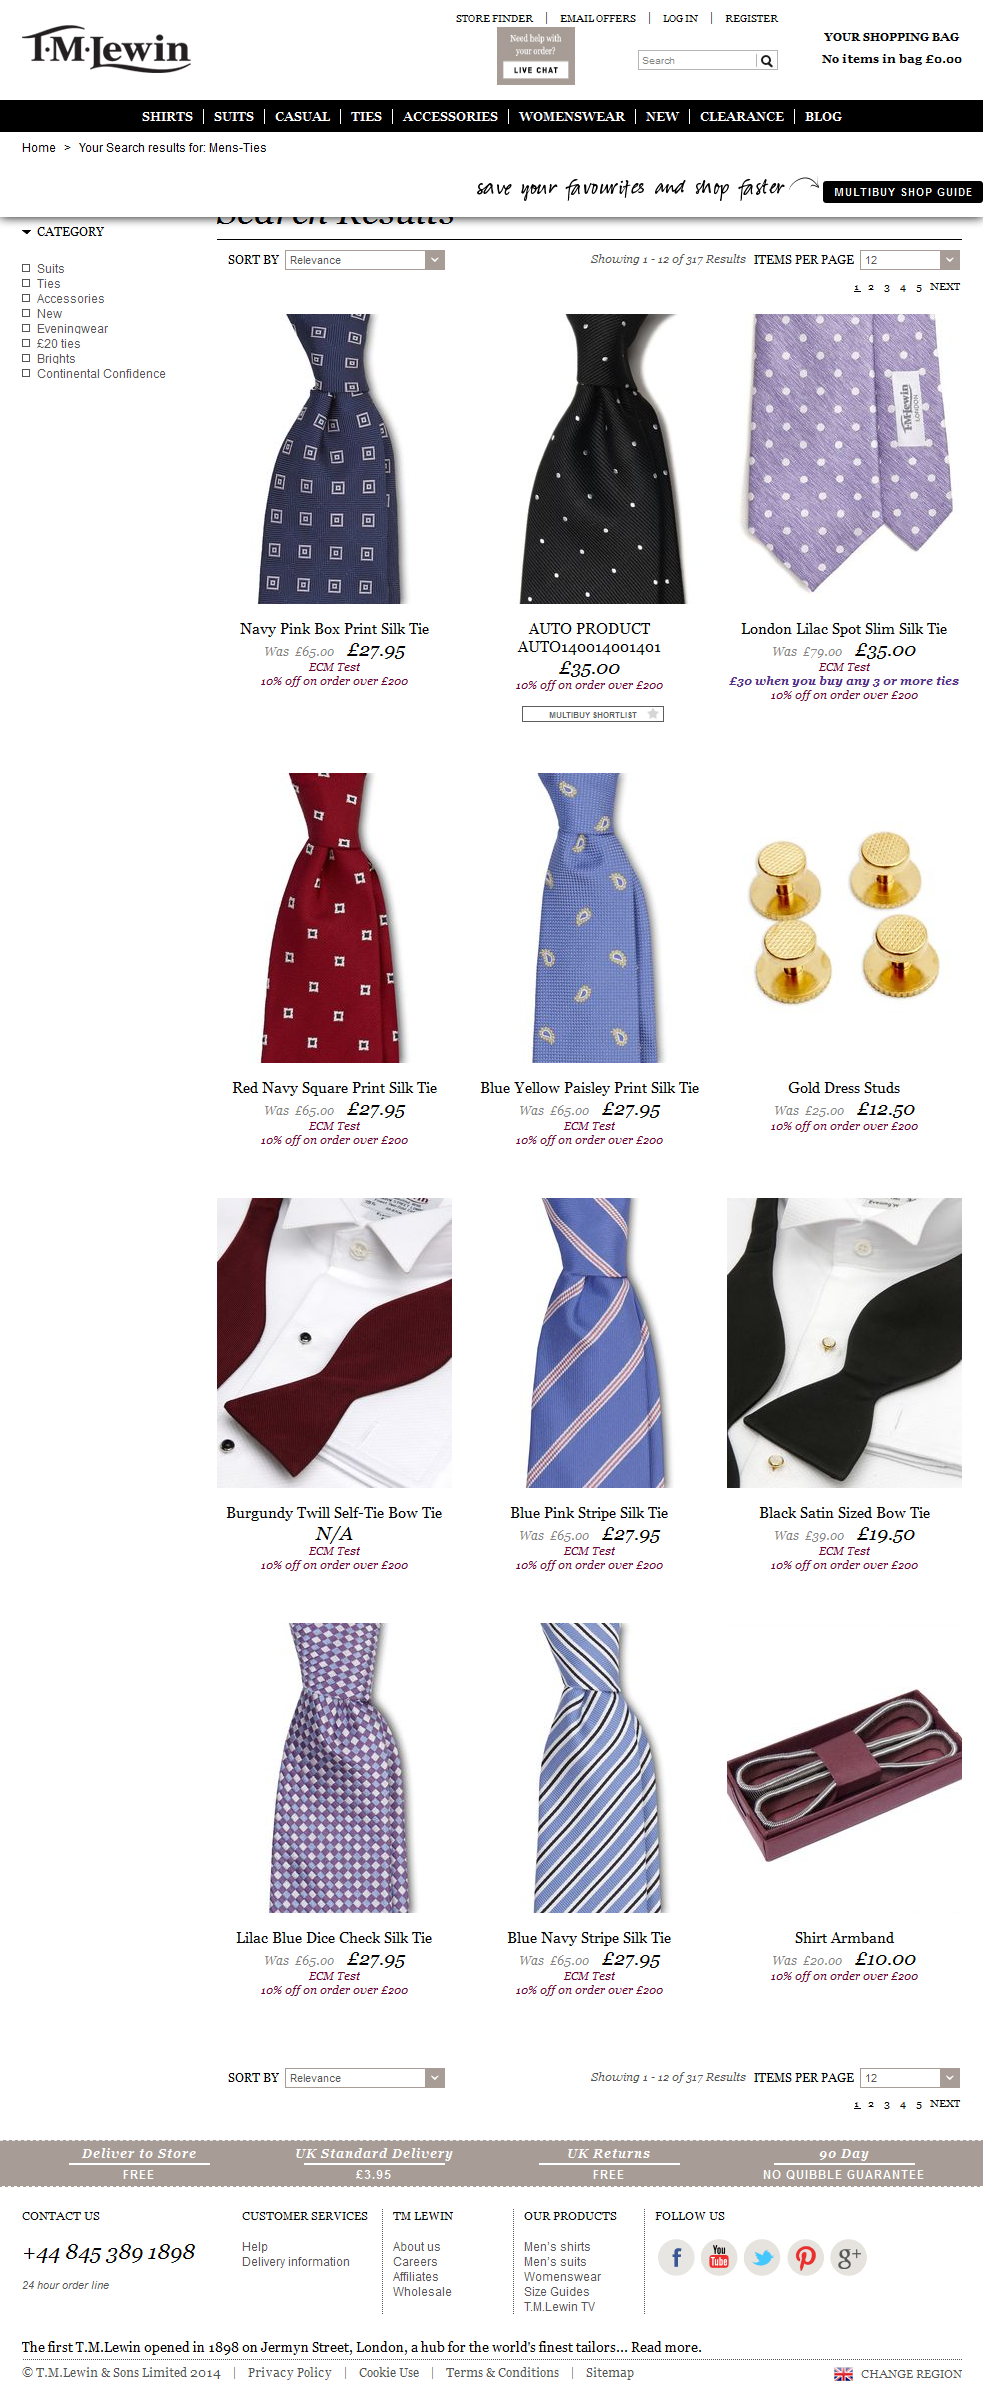 T·M·Lewin
STORE FINDER | EMAIL OFFERS | LOG IN | REGISTER
Need help with
your order?
LIVE CHAT
Search
YOUR SHOPPING BAG
No items in bag £0.00
SHIRTS | SUITS | CASUAL | TIES | ACCESSORIES | WOMENSWEAR | NEW | CLEARANCE | BLOG
Home > Your Search results for: Mens-Ties
save your favourites and shop faster
MULTIBUY SHOP GUIDE
Search Results
CATEGORY
Suits
Ties
Accessories
New
Eveningwear
£20 ties
Brights
Continental Confidence
SORT BY Relevance
Showing 1 - 12 of 317 Results ITEMS PER PAGE 12
1 2 3 4 5 NEXT
T·M·Lewin
LONDON
Navy Pink Box Print Silk Tie
Was £65.00 £27.95
ECM Test
10% off on order over £200
AUTO PRODUCT
AUTO140014001401
£35.00
10% off on order over £200
MULTIBUY SHORTLIST
London Lilac Spot Slim Silk Tie
Was £79.00 £35.00
ECM Test
£30 when you buy any 3 or more ties
10% off on order over £200
Red Navy Square Print Silk Tie
Was £65.00 £27.95
ECM Test
10% off on order over £200
Blue Yellow Paisley Print Silk Tie
Was £65.00 £27.95
ECM Test
10% off on order over £200
Gold Dress Studs
Was £25.00 £12.50
10% off on order over £200
Burgundy Twill Self-Tie Bow Tie
N/A
ECM Test
10% off on order over £200
Blue Pink Stripe Silk Tie
Was £65.00 £27.95
ECM Test
10% off on order over £200
Black Satin Sized Bow Tie
Was £39.00 £19.50
ECM Test
10% off on order over £200
Lilac Blue Dice Check Silk Tie
Was £65.00 £27.95
ECM Test
10% off on order over £200
Blue Navy Stripe Silk Tie
Was £65.00 £27.95
ECM Test
10% off on order over £200
Shirt Armband
Was £20.00 £10.00
10% off on order over £200
SORT BY Relevance
Showing 1 - 12 of 317 Results ITEMS PER PAGE 12
1 2 3 4 5 NEXT
Deliver to Store
FREE
UK Standard Delivery
£3.95
UK Returns
FREE
90 Day
NO QUIBBLE GUARANTEE
CONTACT US
+44 845 389 1898
24 hour order line
CUSTOMER SERVICES
Help
Delivery information
TM LEWIN
About us
Careers
Affiliates
Wholesale
OUR PRODUCTS
Men's shirts
Men's suits
Womenswear
Size Guides
T.M.Lewin TV
FOLLOW US
f
You
Tube
g+
The first T.M.Lewin opened in 1898 on Jermyn Street, London, a hub for the world's finest tailors... Read more.
© T.M.Lewin & Sons Limited 2014 | Privacy Policy | Cookie Use | Terms & Conditions | Sitemap
CHANGE REGION